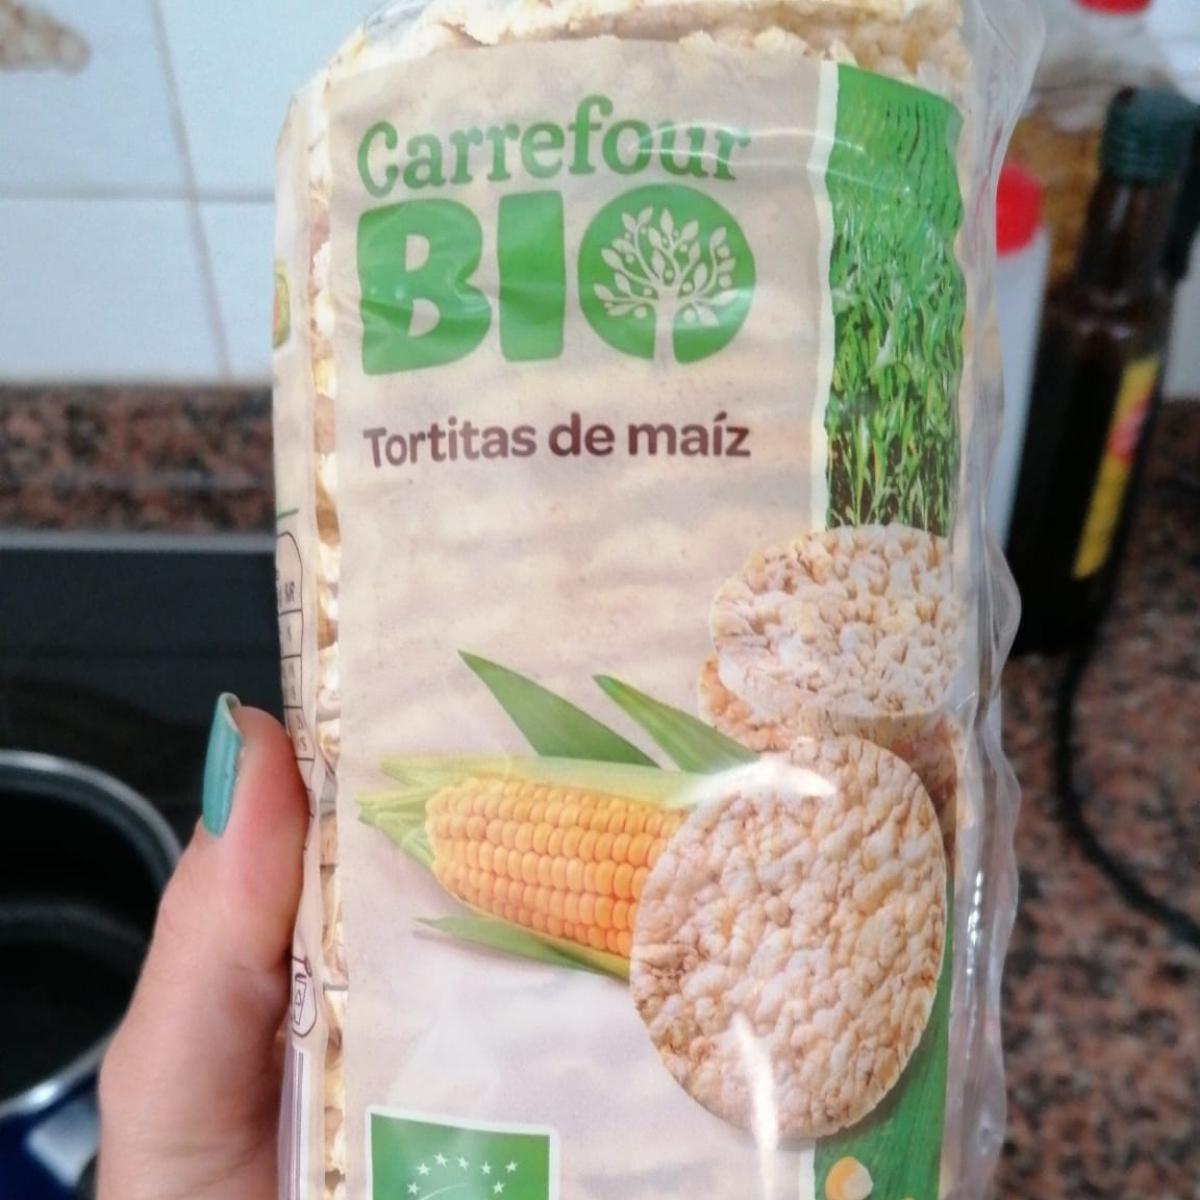 Carrefour
BIO
Tortitas de maíz